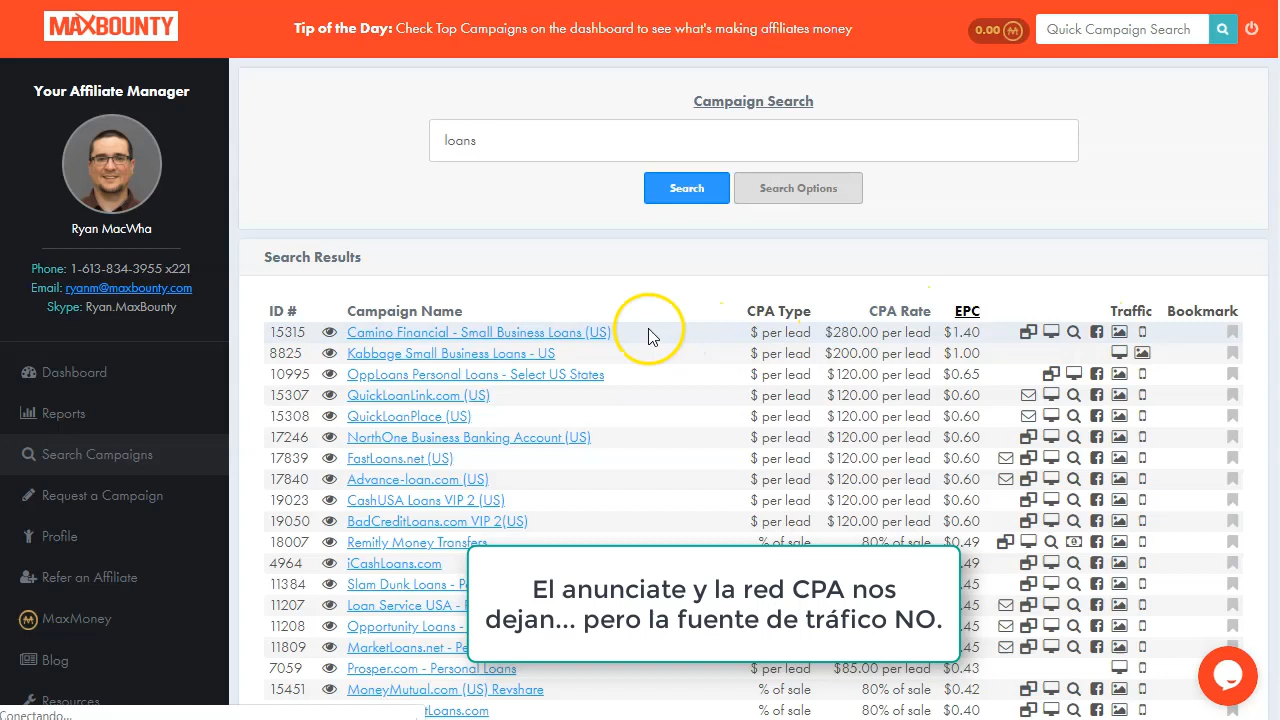 MAXBOUNTY
Tip of the Day: Check Top Campaigns on the dashboard to see what's making affiliates money
0.00
Quick Campaign Search
Your Affiliate Manager
Ryan MacWha
Phone: 1-613-834-3955 x221
Email: ryanm@maxbounty.com
Skype: Ryan.MaxBounty
Dashboard
Reports
Search Campaigns
Request a Campaign
Profile
Refer an Affiliate
MaxMoney
Blog
Resources
Conectando...
Campaign Search
loans
Search
Search Options
Search Results
ID # Campaign Name CPA Type CPA Rate EPC Traffic Bookmark
15315 Camino Financial - Small Business Loans (US) $ per lead $280.00 per lead $1.40
8825 Kabbage Small Business Loans - US $ per lead $200.00 per lead $1.00
10995 OppLoans Personal Loans - Select US States $ per lead $120.00 per lead $0.65
15307 QuickLoanLink.com (US) $ per lead $120.00 per lead $0.60
15308 QuickLoanPlace (US) $ per lead $120.00 per lead $0.60
17246 NorthOne Business Banking Account (US) $ per lead $120.00 per lead $0.60
17839 FastLoans.net (US) $ per lead $120.00 per lead $0.60
17840 Advance-loan.com (US) $ per lead $120.00 per lead $0.60
19023 CashUSA Loans VIP 2 (US) $ per lead $120.00 per lead $0.60
19050 BadCreditLoans.com VIP 2(US) $ per lead $120.00 per lead $0.60
18007 Remitly Money Transfers % of sale 80% of sale $0.49
4964 iCashLoans.com .49
11384 Slam Dunk Loans - P .45
11207 Loan Service USA - .45
11208 Opportunity Loans - .45
11809 MarketLoans.net - P .45
7059 Prosper.com - Personal Loans $ per lead $85.00 per lead $0.43
15451 MoneyMutual.com (US) Revshare % of sale 80% of sale $0.42
Loans.com % of sale 80% of sale $0.40
El anunciate y la red CPA nos
dejan... pero la fuente de tráfico NO.